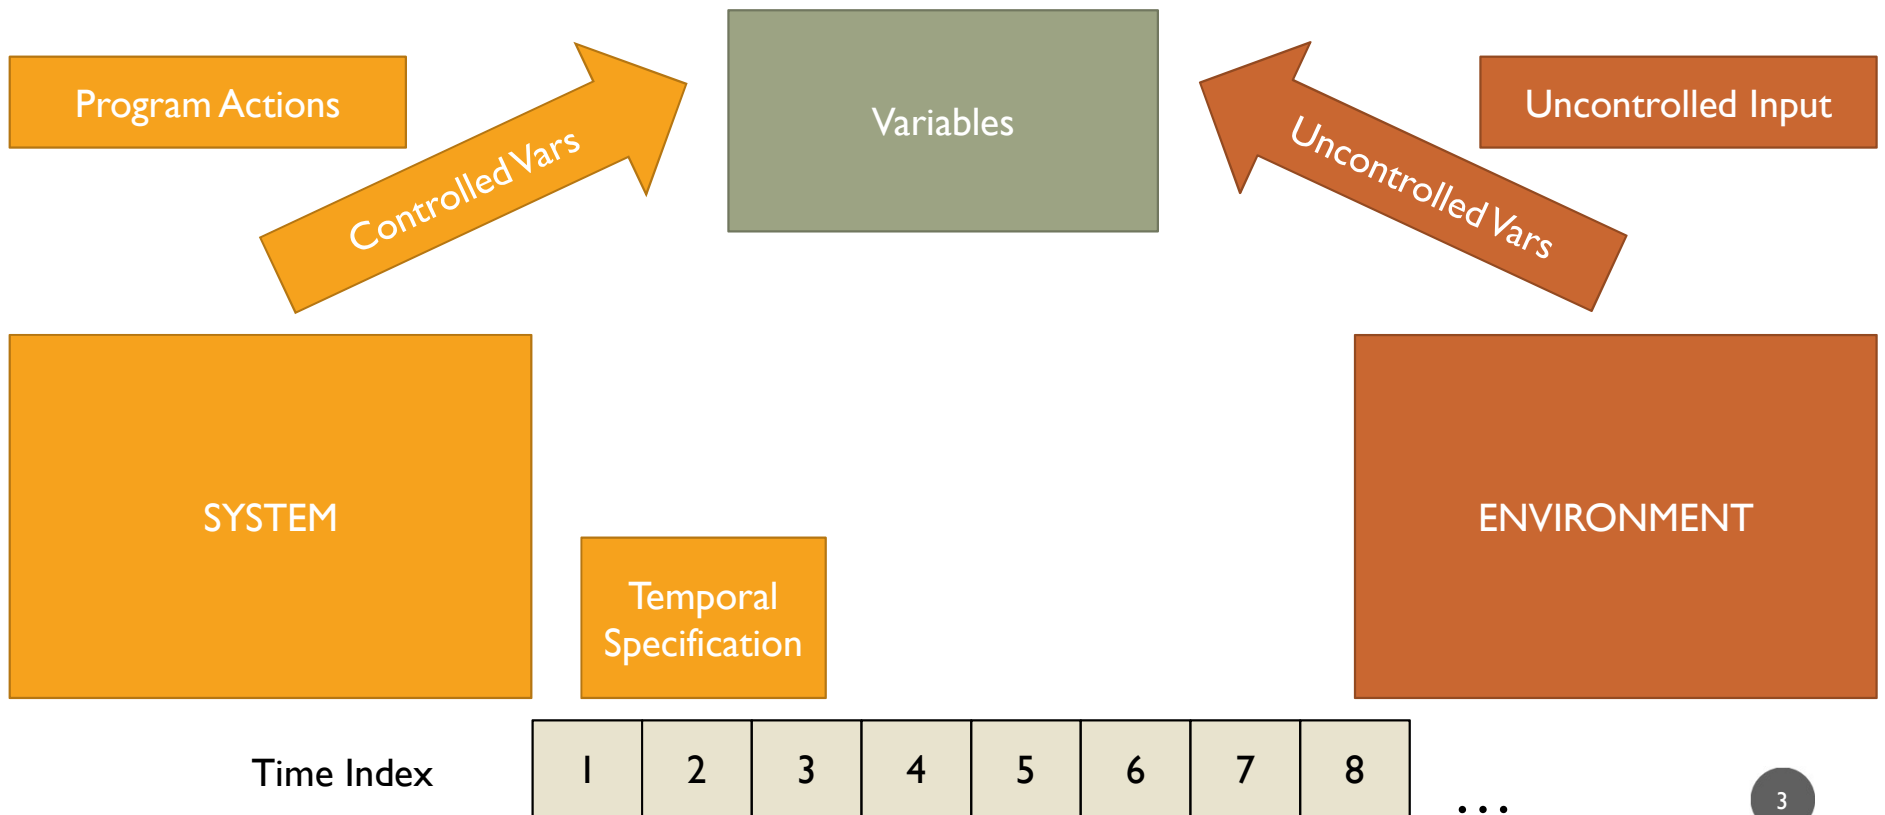 Program Actions
Controlled Vars
Variables
Uncontrolled Vars
Uncontrolled Input
SYSTEM
Temporal
Specification
ENVIRONMENT
Time Index
1 2 3 4 5 6 7 8 ...
3